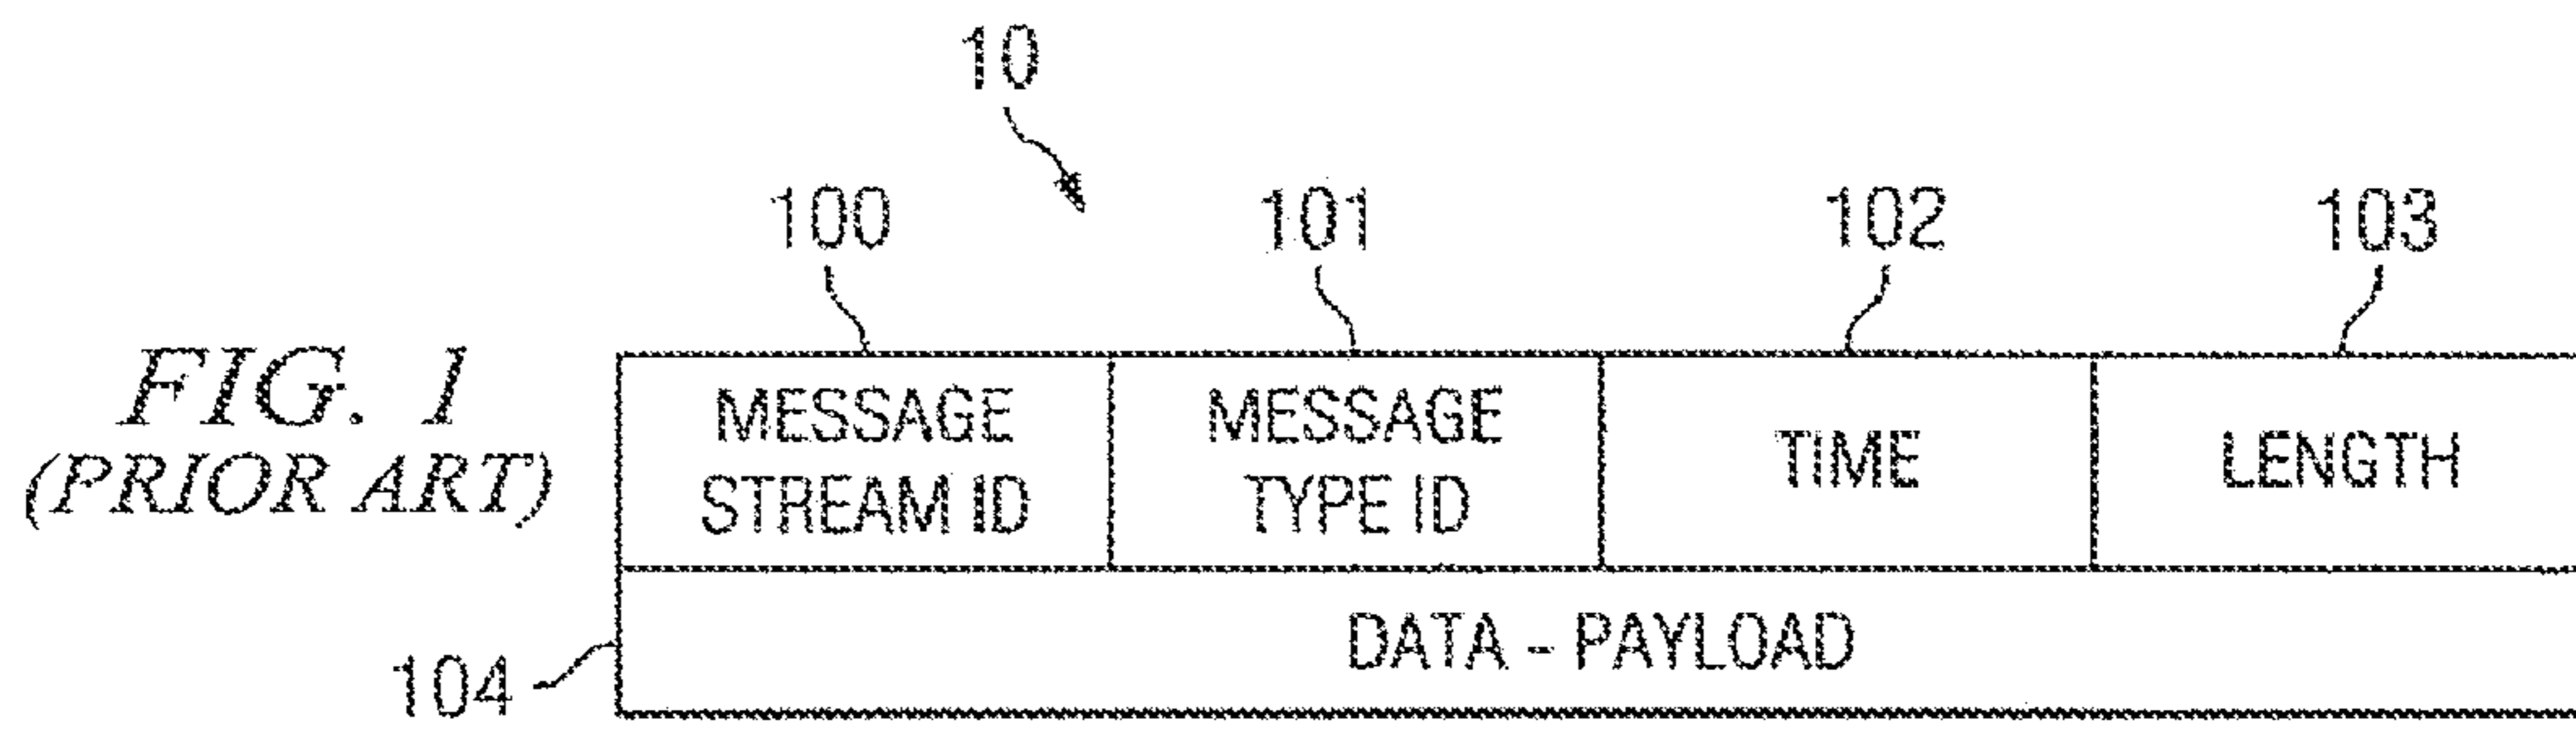 10
100
101
102
103
FIG. 1
(PRIOR ART)
MESSAGE
STREAM ID
MESSAGE
TYPE ID
TIME
LENGTH
DATA - PAYLOAD
104